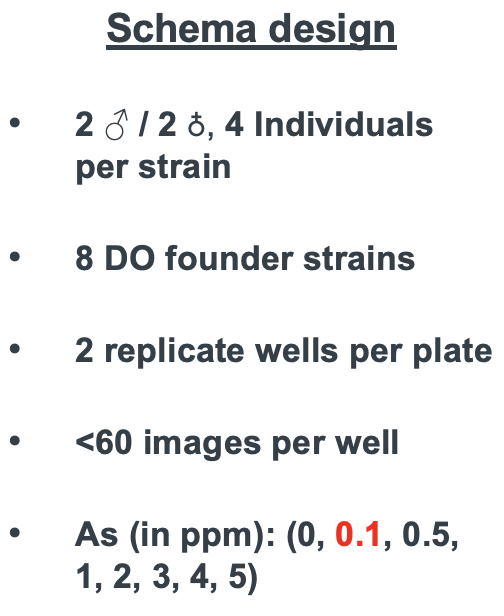 Schema design
• 2 ♂ / 2 ♁, 4 Individuals
per strain
• 8 DO founder strains
• 2 replicate wells per plate
• <60 images per well
• As (in ppm): (0, 0.1, 0.5,
1, 2, 3, 4, 5)